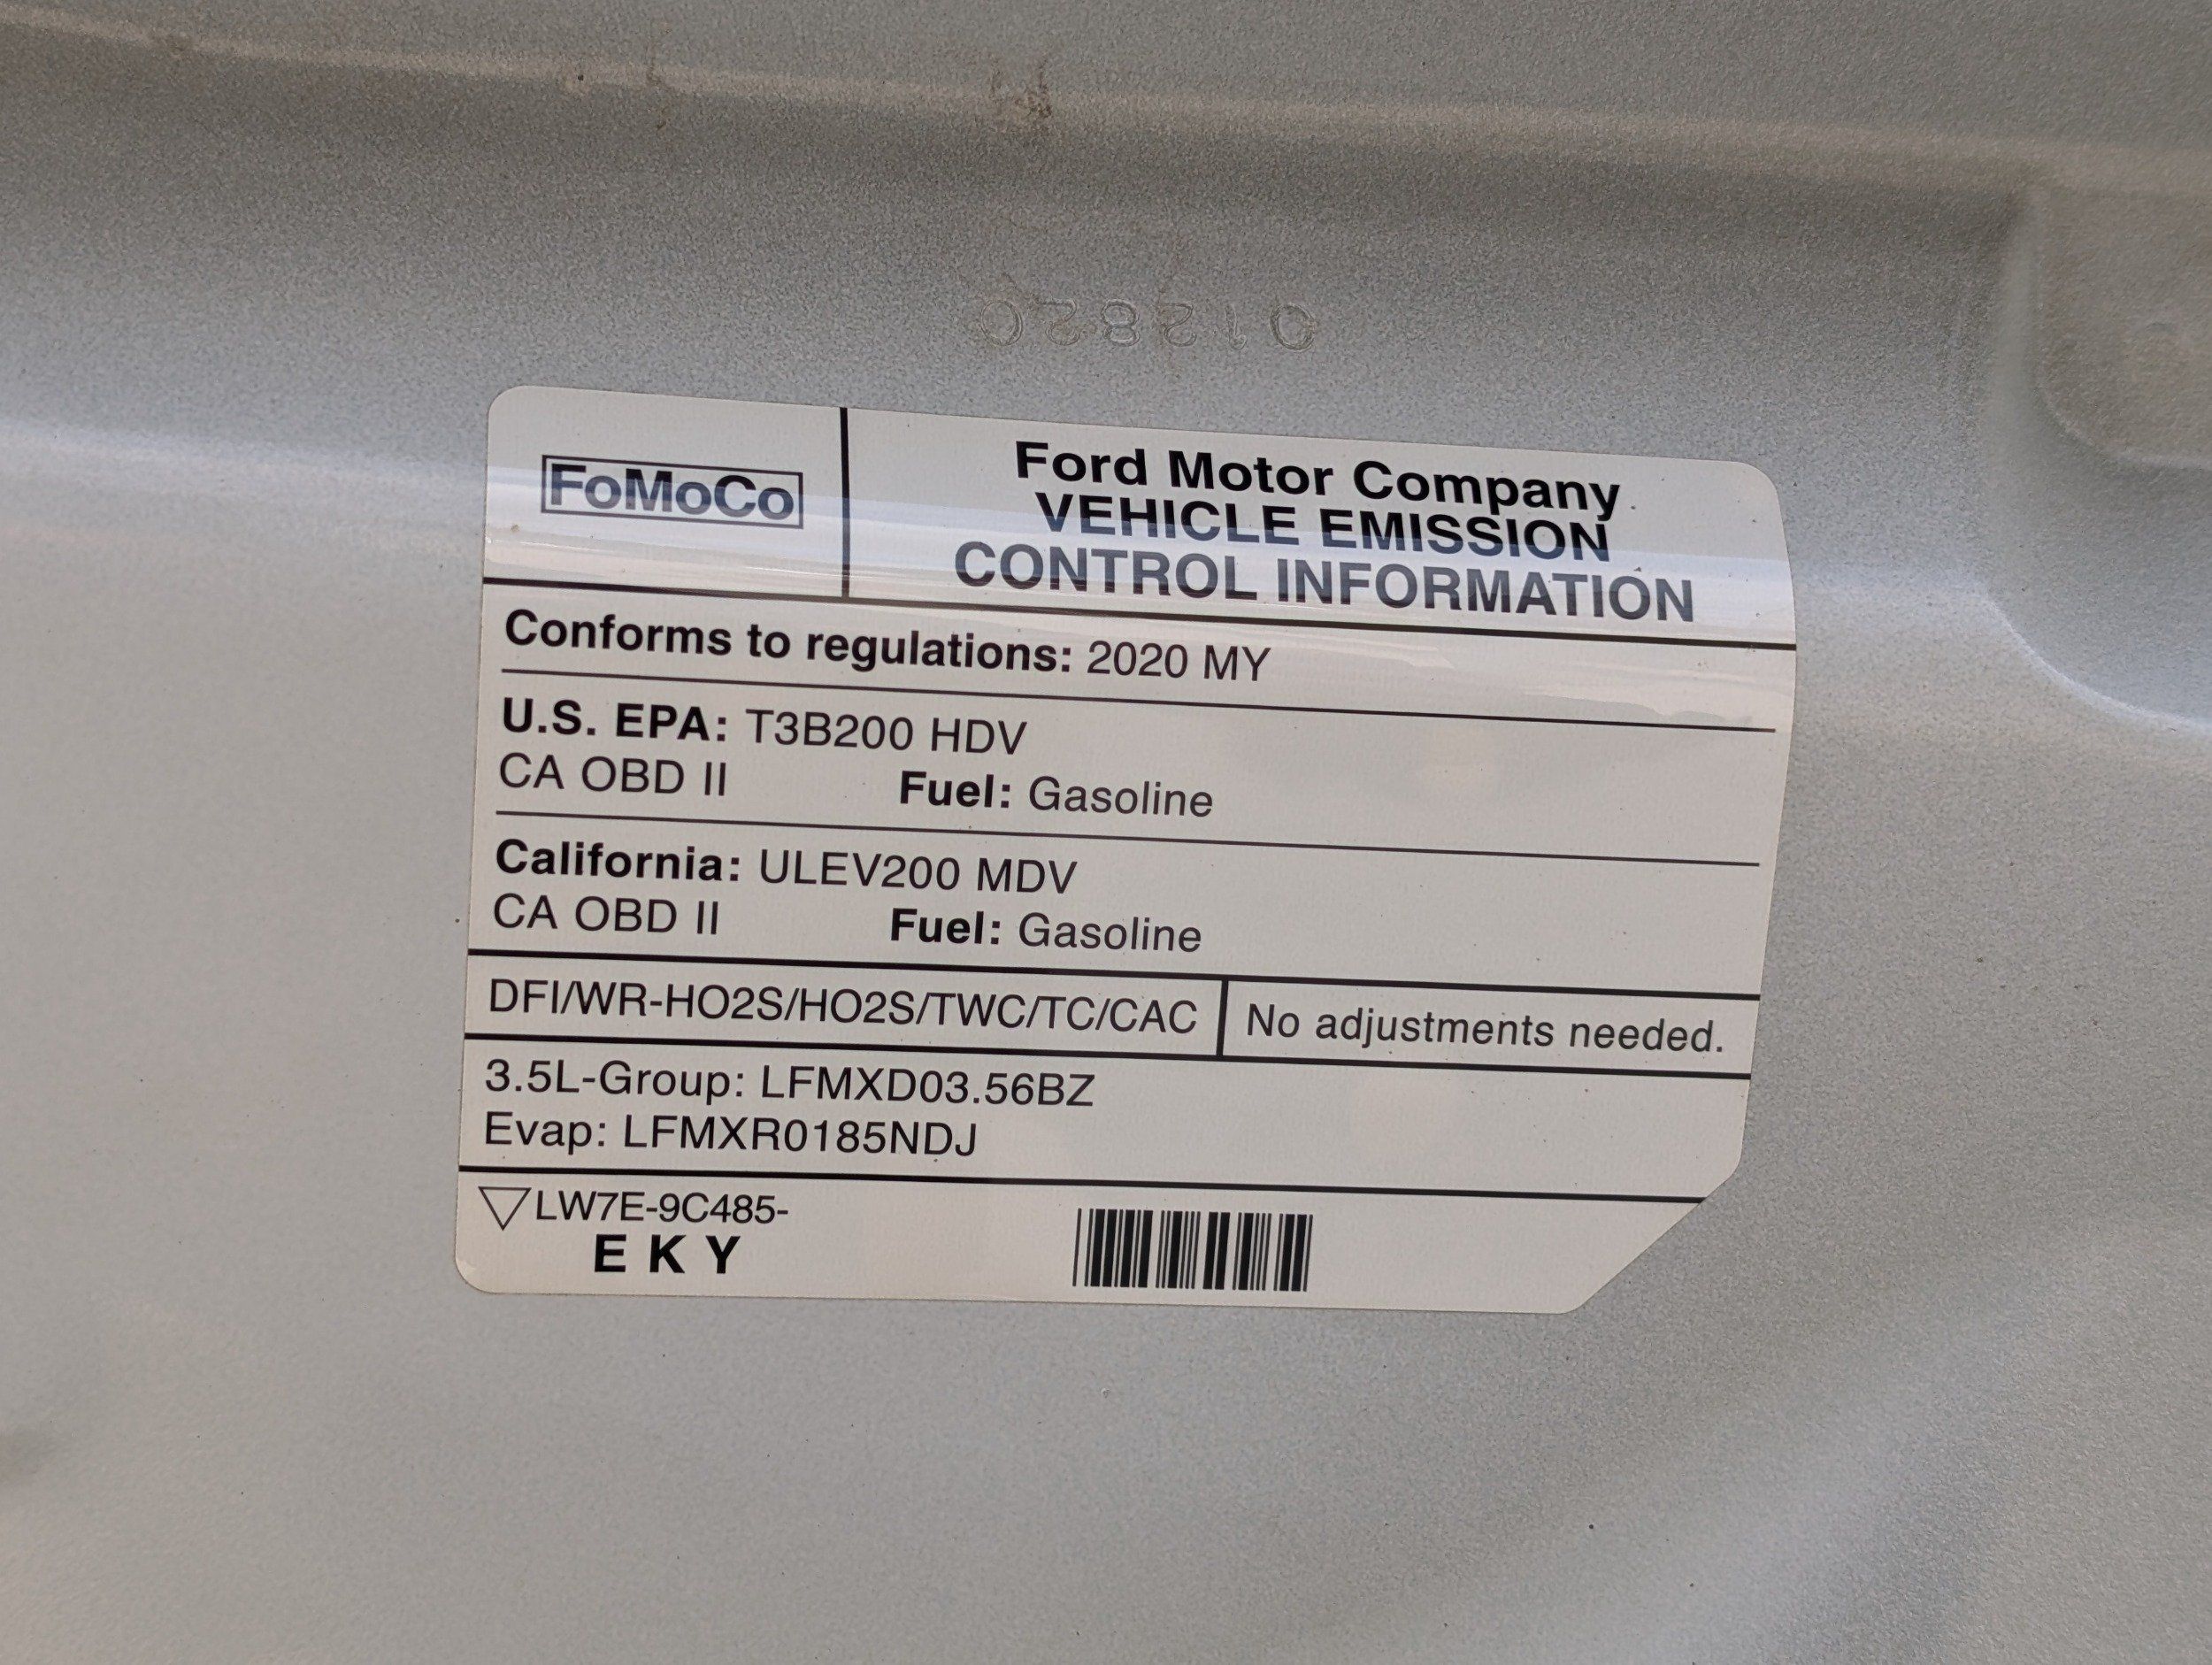 012820
FoMoCo
Ford Motor Company
VEHICLE EMISSION
CONTROL INFORMATION
Conforms to regulations: 2020 MY
U.S. EPA: T3B200 HDV
CA OBD II Fuel: Gasoline
California: ULEV200 MDV
CA OBD II Fuel: Gasoline
DFI/WR-HO2S/HO2S/TWC/TC/CAC No adjustments needed.
3.5L-Group: LFMXD03.56BZ
Evap: LFMXR0185NDJ
LW7E-9C485-
E K Y